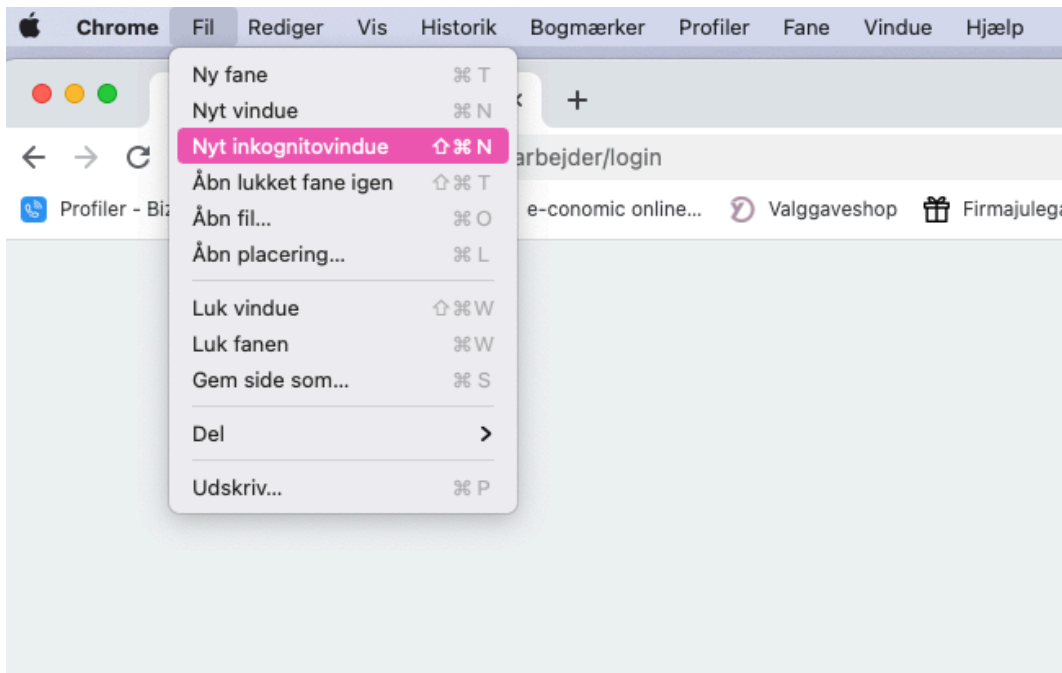 Chrome Fil Rediger Vis Historik Bogmærker Profiler Fane Vindue Hjælp
Ny fane ⌘ T
Nyt vindue ⌘ N
Nyt inkognitovindue ⇧ ⌘ N
arbejder/login
Åbn lukket fane igen ⇧ ⌘ T
Profiler - Biz
e-conomic online... Valggaveshop Firmajulega
Åbn fil... ⌘ O
Åbn placering... ⌘ L
Luk vindue ⇧ ⌘ W
Luk fanen ⌘ W
Gem side som... ⌘ S
Del
Udskriv... ⌘ P